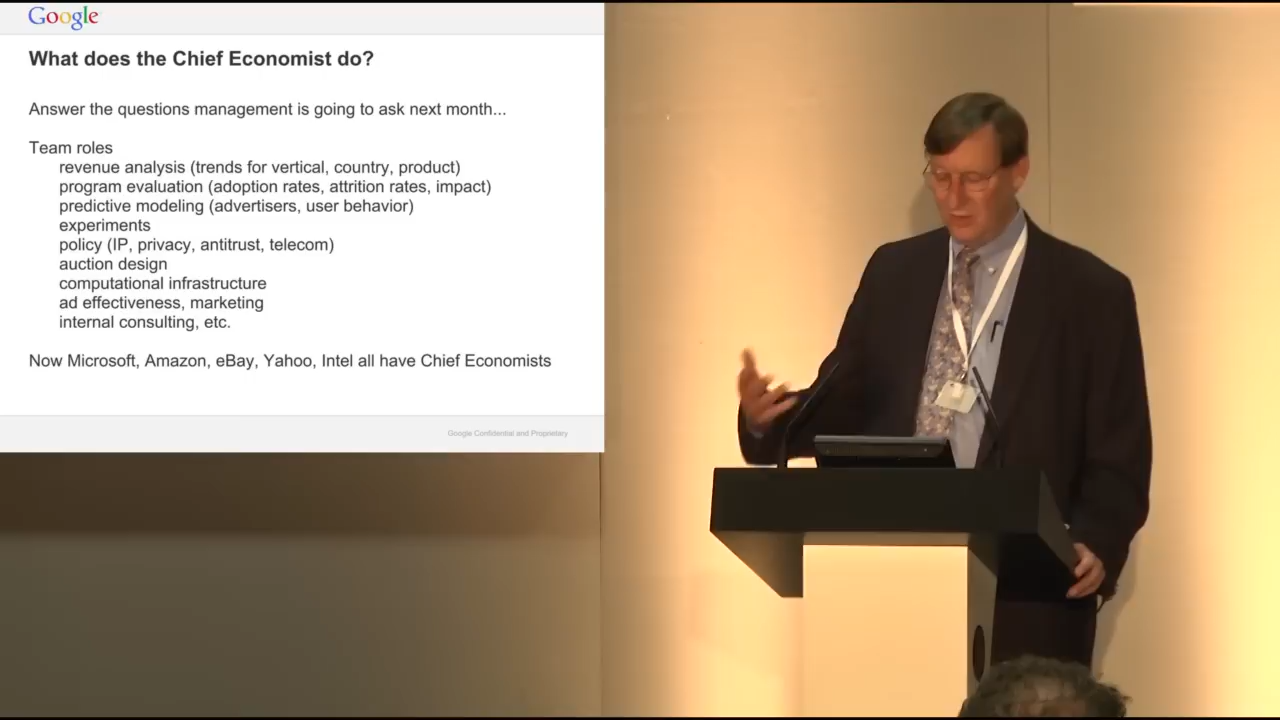 Google
What does the Chief Economist do?
Answer the questions management is going to ask next month...
Team roles
revenue analysis (trends for vertical, country, product)
program evaluation (adoption rates, attrition rates, impact)
predictive modeling (advertisers, user behavior)
experiments
policy (IP, privacy, antitrust, telecom)
auction design
computational infrastructure
ad effectiveness, marketing
internal consulting, etc.
Now Microsoft, Amazon, eBay, Yahoo, Intel all have Chief Economists
Google Confidential and Proprietary